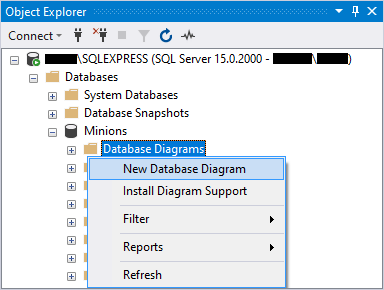 Object Explorer
Connect
\SQLEXPRESS (SQL Server 15.0.2000 - \ )
Databases
System Databases
Database Snapshots
Minions
Database Diagrams
New Database Diagram
Install Diagram Support
Filter
Reports
Refresh